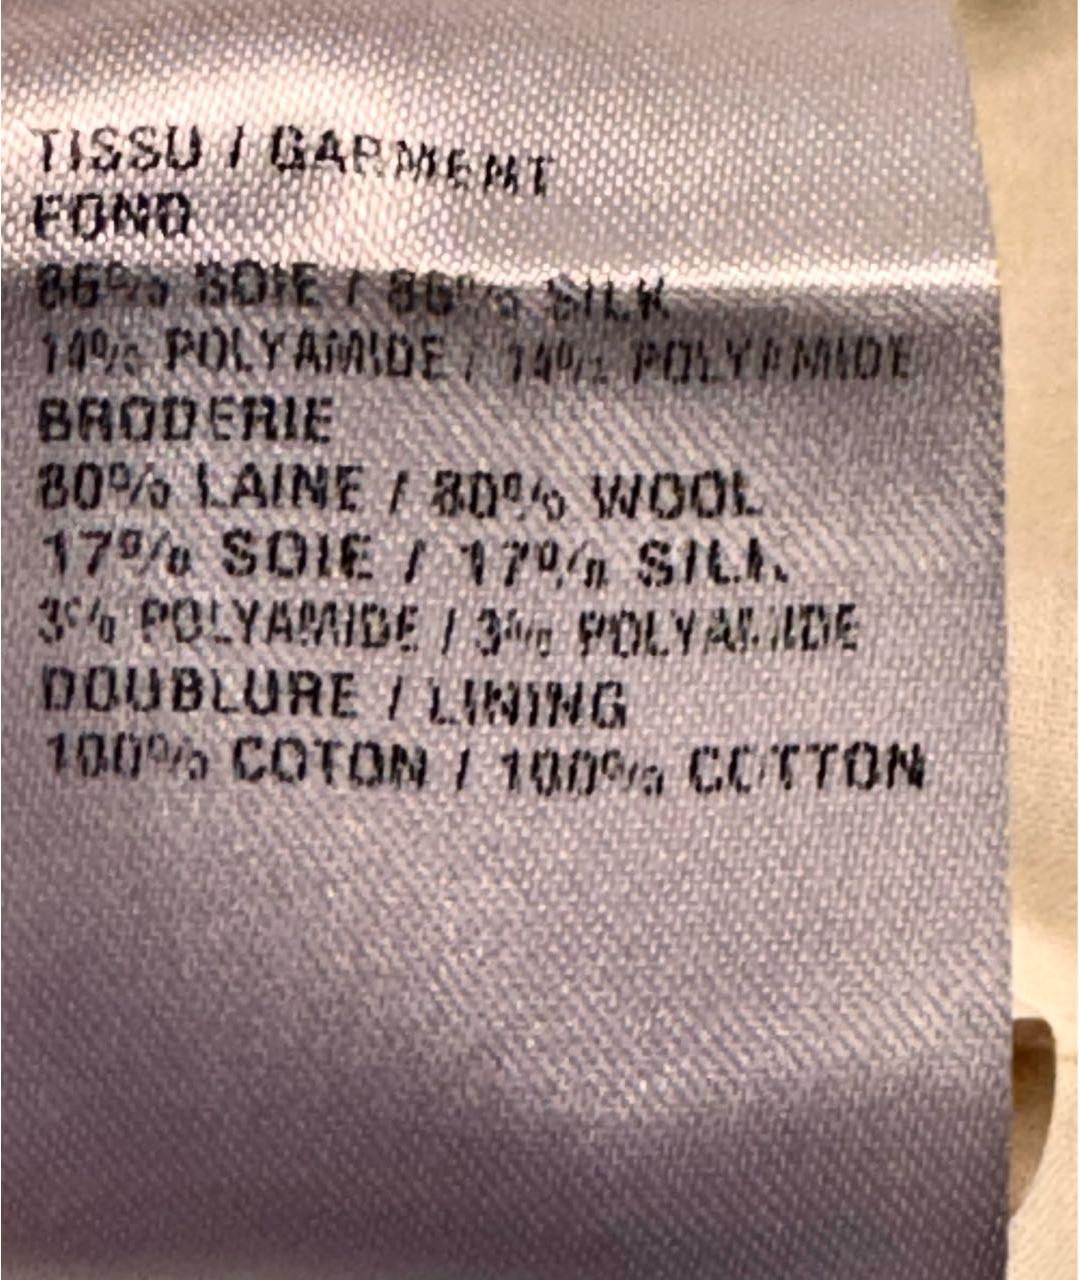 TISSU / GARMENT
FOND
86% SOIE / 86% SILK
14% POLYAMIDE / 14% POLYAMIDE
BRODERIE
80% LAINE / 80% WOOL
17% SOIE / 17% SILK
3% POLYAMIDE / 3% POLYAMIDE
DOUBLURE / LINING
100% COTON / 100% COTTON